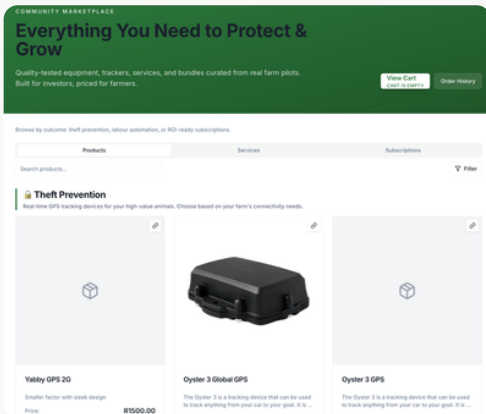 COMMUNITY MARKETPLACE
Everything You Need to Protect &
Grow
Quality-tested equipment, trackers, services, and bundles curated from real farm pilots.
Built for investors, priced for farmers.
View Cart
CART IS EMPTY
Order History
Browse by outcome: theft prevention, labour automation, or ROI-ready subscriptions.
Products
Services
Subscriptions
Search products...
Filter
Theft Prevention
Real-time GPS tracking devices for your high-value animals. Choose based on your farm's connectivity needs.
Yabby GPS 2G
Smaller factor with sleek design
Price:
R1500.00
Oyster 3 Global GPS
The Oyster 3 is a tracking device that can be used
to track anything from your car to your goat. It is...
Oyster 3 GPS
The Oyster 3 is a tracking device that can be used
to track anything from your car to your goat. It is...